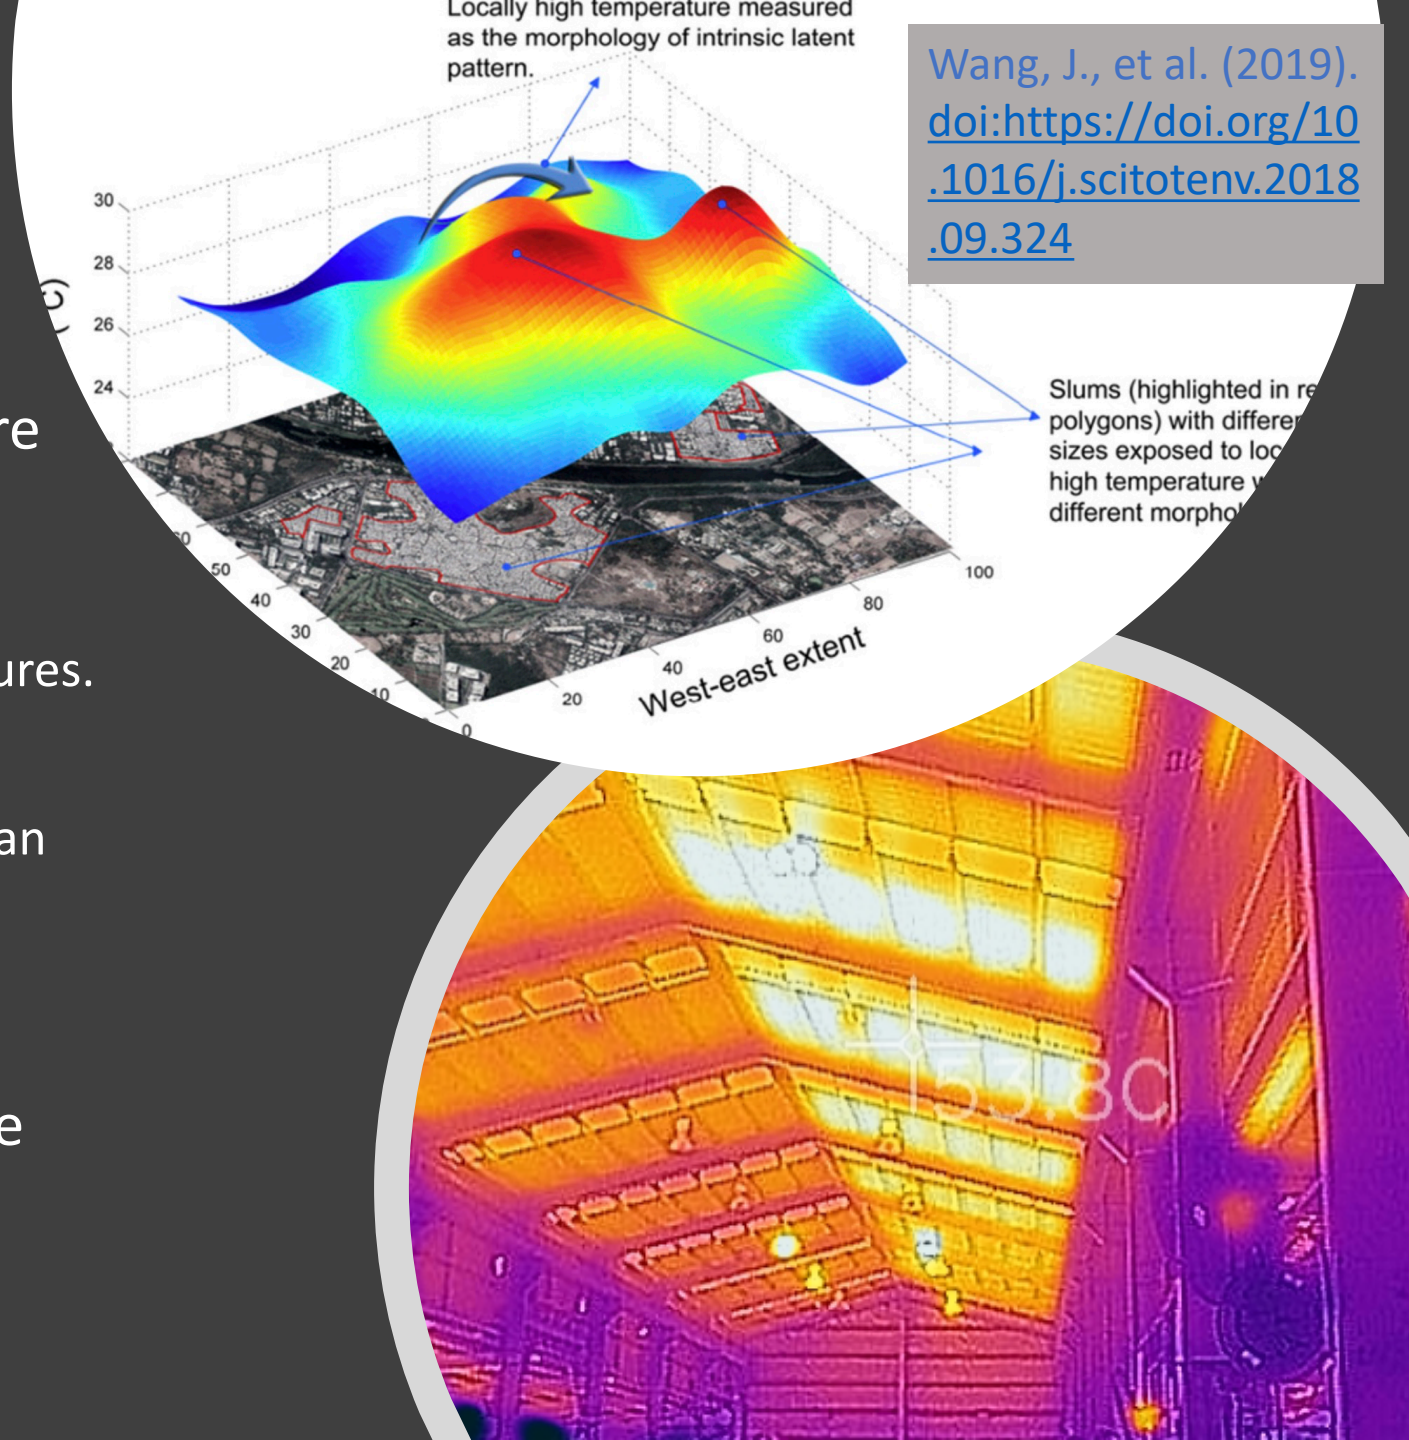 Locally high temperature measured
as the morphology of intrinsic latent
pattern.
Wang, J., et al. (2019).
doi:https://doi.org/10
.1016/j.scitotenv.2018
.09.324
30
28
26
24
C)
re
Slums (highlighted in re
polygons) with differen
sizes exposed to loc
high temperature w
different morphol
ures.
50
40
30
20
10
0
20
40
60
80
100
West-east extent
an
53.8C
e